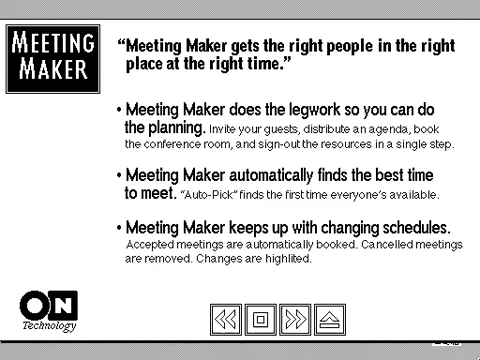 MEETING
MAKER
“Meeting Maker gets the right people in the right
place at the right time.”
• Meeting Maker does the legwork so you can do
the planning. Invite your guests, distribute an agenda, book
the conference room, and sign-out the resources in a single step.
• Meeting Maker automatically finds the best time
to meet. “Auto-Pick” finds the first time everyone's available.
• Meeting Maker keeps up with changing schedules.
Accepted meetings are automatically booked. Cancelled meetings
are removed. Changes are highlited.
ON
Technology